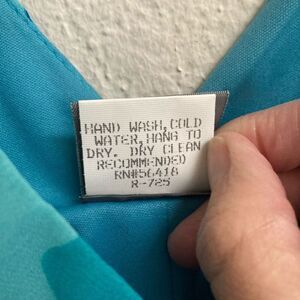 HAND WASH,COLD
WATER,HANG TO
DRY. DRY CLEAN
RECOMMENDED
RN#56418
R-725